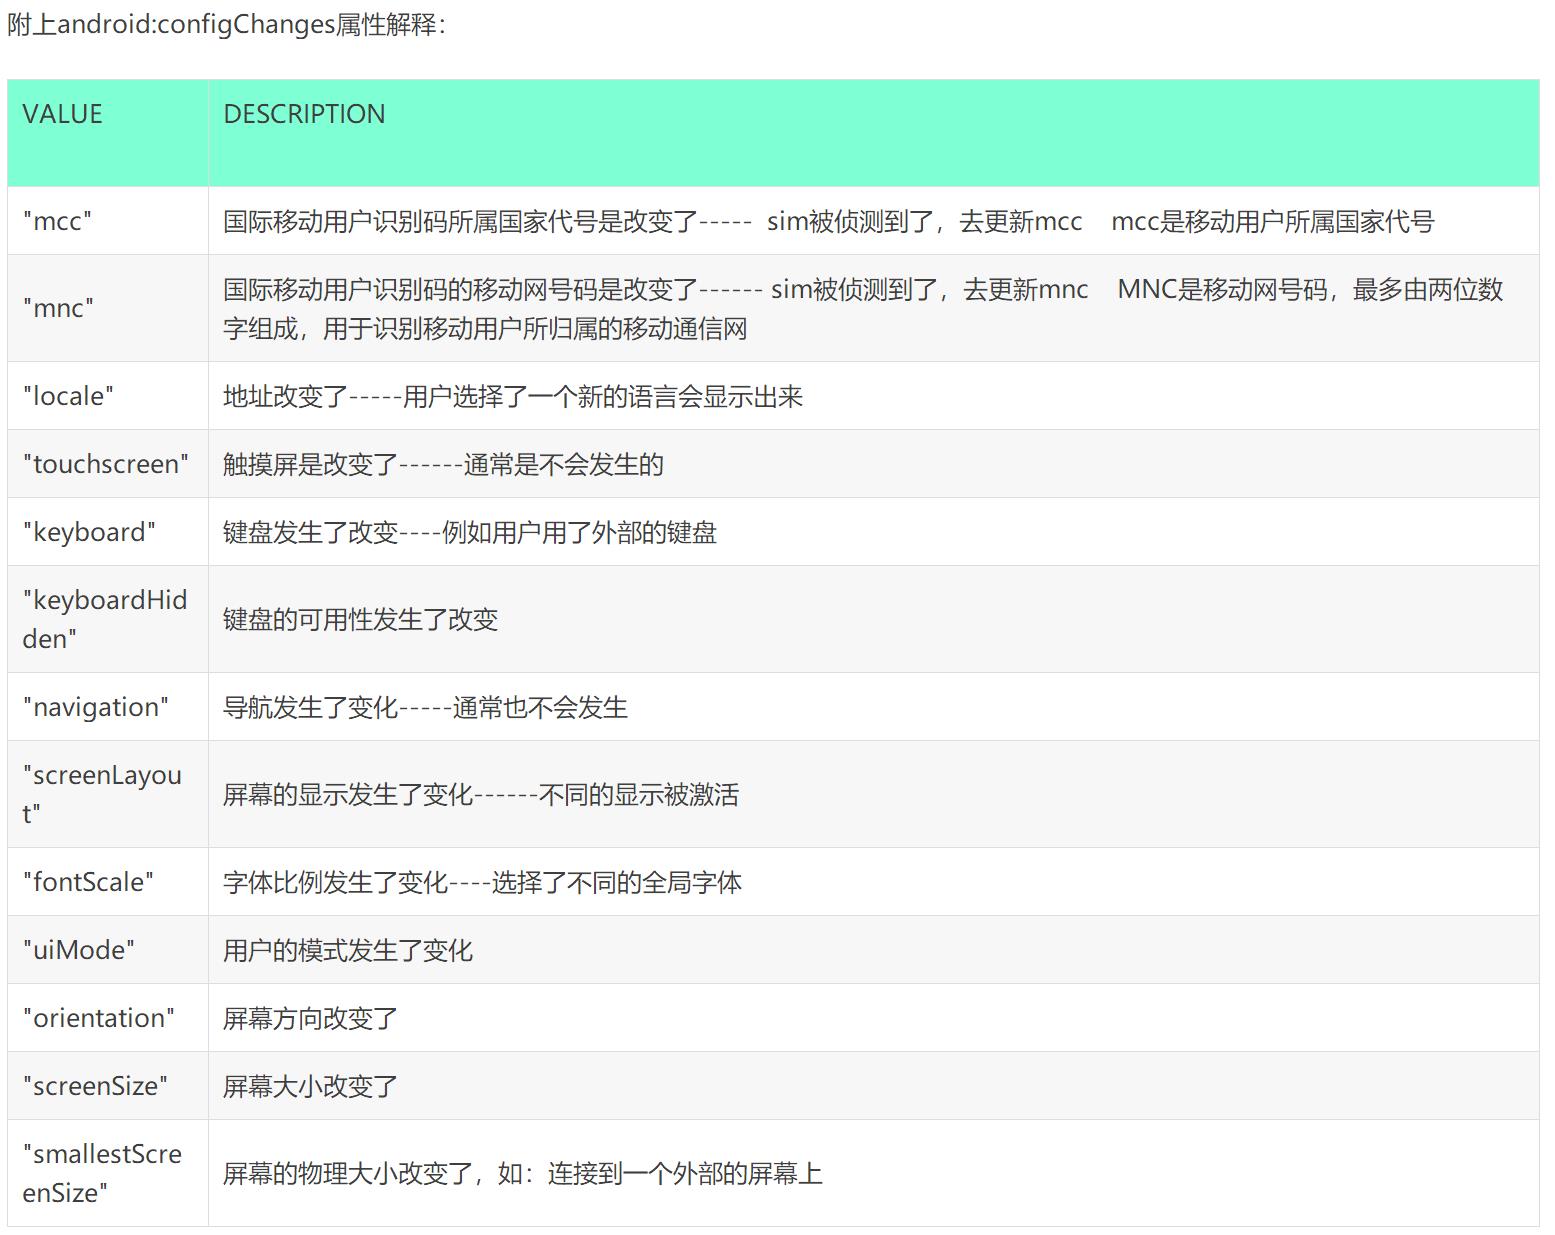 附上android:configChanges属性解释：
VALUE DESCRIPTION
"mcc" 国际移动用户识别码所属国家代号是改变了----- sim被侦测到了，去更新mcc mcc是移动用户所属国家代号
"mnc" 国际移动用户识别码的移动网号码是改变了------ sim被侦测到了，去更新mnc MNC是移动网号码，最多由两位数
字组成，用于识别移动用户所归属的移动通信网
"locale" 地址改变了-----用户选择了一个新的语言会显示出来
"touchscreen" 触摸屏是改变了------通常是不会发生的
"keyboard" 键盘发生了改变----例如用户用了外部的键盘
"keyboardHid
den" 键盘的可用性发生了改变
"navigation" 导航发生了变化-----通常也不会发生
"screenLayou
t" 屏幕的显示发生了变化------不同的显示被激活
"fontScale" 字体比例发生了变化----选择了不同的全局字体
"uiMode" 用户的模式发生了变化
"orientation" 屏幕方向改变了
"screenSize" 屏幕大小改变了
"smallestScre
enSize" 屏幕的物理大小改变了，如：连接到一个外部的屏幕上